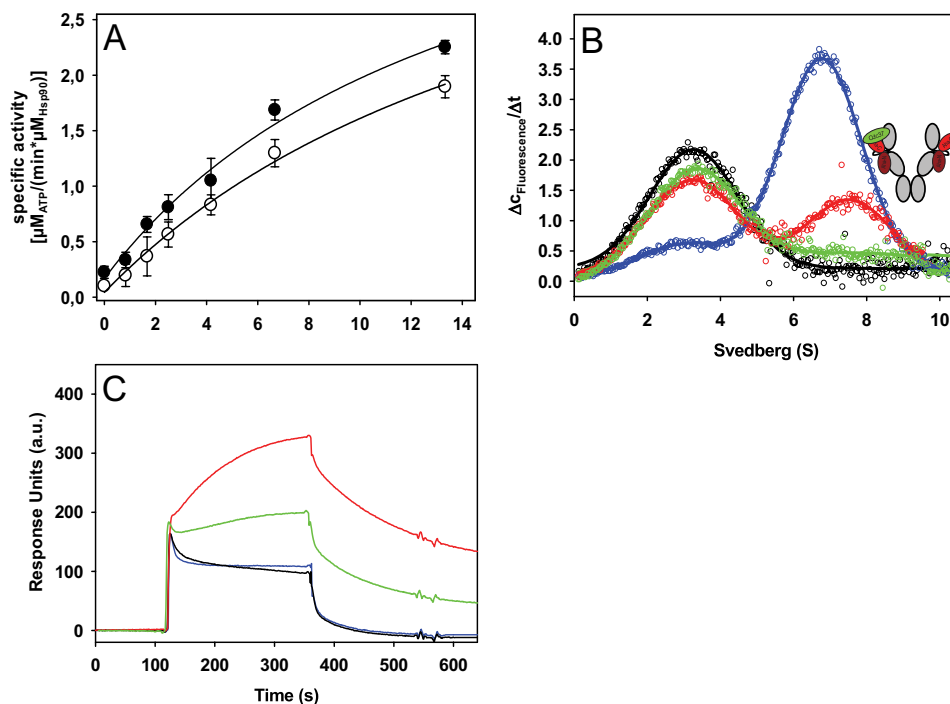 A
specific activity
[µM_ATP/(min*µM_Hsp90)]
2,5
2,0
1,5
1,0
0,5
0,0
0 2 4 6 8 10 12 14
B
Δc_Fluorescence/Δt
4.0
3.5
3.0
2.5
2.0
1.5
1.0
0.5
0.0
0 2 4 6 8 10
Svedberg (S)
C
Response Units (a.u.)
400
300
200
100
0
0 100 200 300 400 500 600
Time (s)